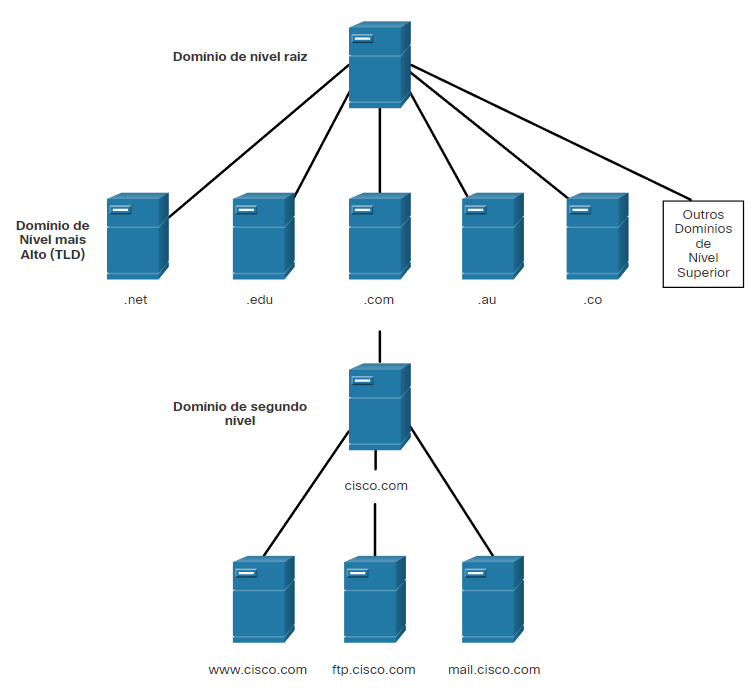 Domínio de nível raiz
Domínio de
Nível mais
Alto (TLD)
Outros
Domínios
de
Nível
Superior
.net
.edu
.com
.au
.co
Domínio de segundo
nível
cisco.com
www.cisco.com
ftp.cisco.com
mail.cisco.com